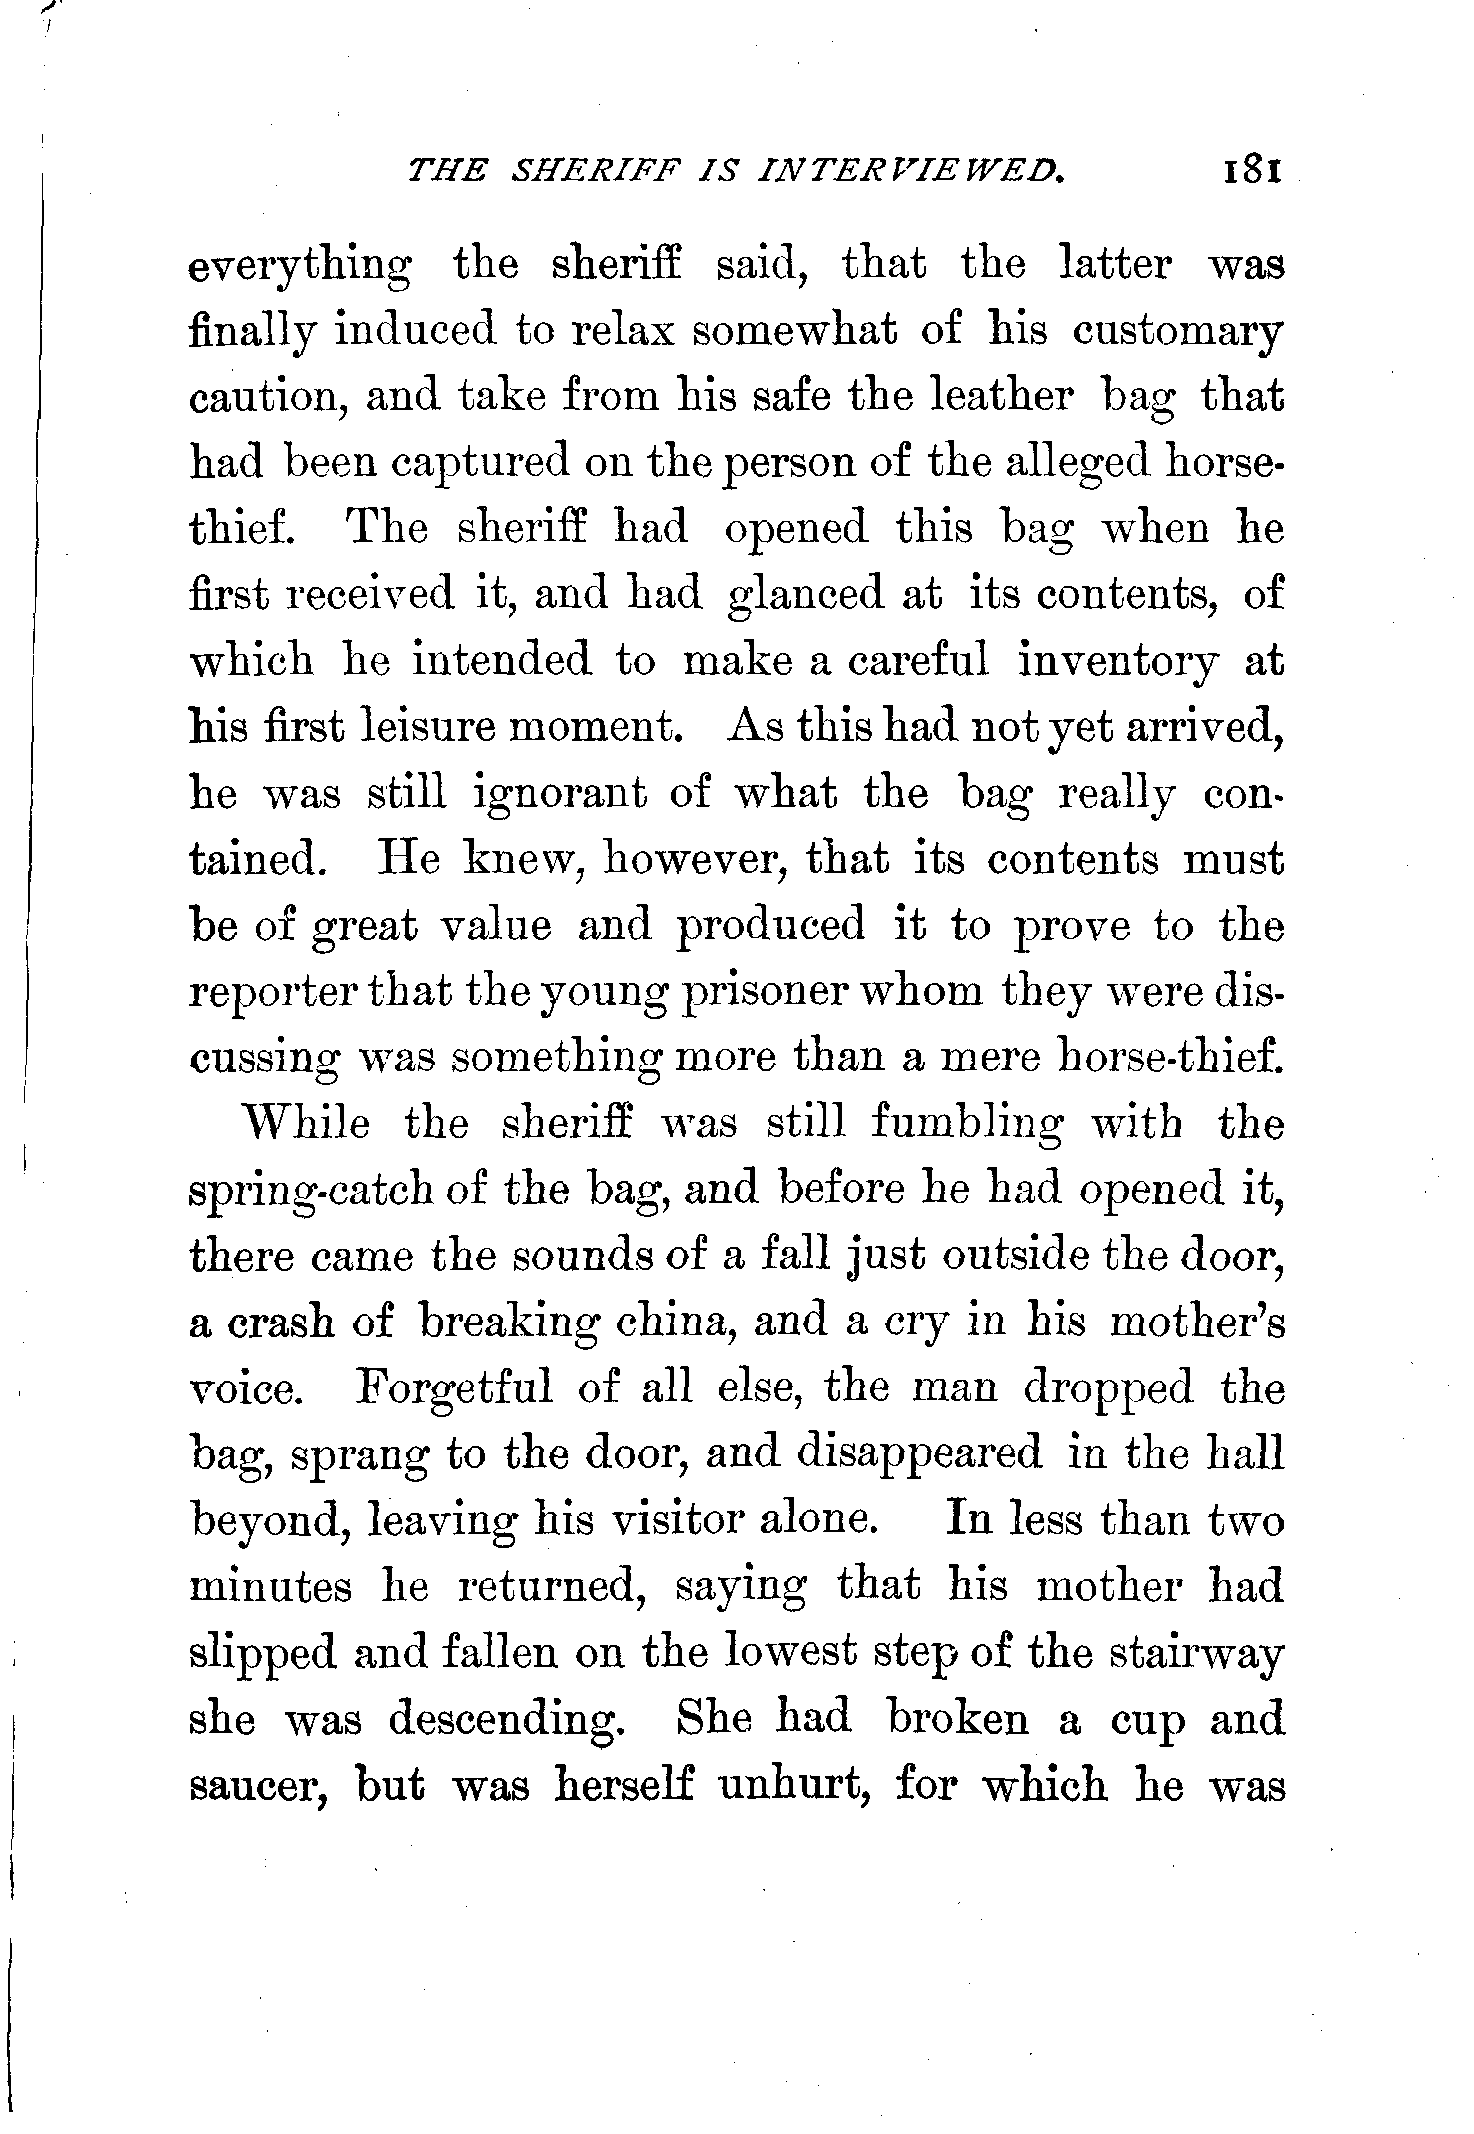 THE SHERIFF IS INTERVIEWED. 181
everything the sheriff said, that the latter was
finally induced to relax somewhat of his customary
caution, and take from his safe the leather bag that
had been captured on the person of the alleged horse-
thief. The sheriff had opened this bag when he
first received it, and had glanced at its contents, of
which he intended to make a careful inventory at
his first leisure moment. As this had not yet arrived,
he was still ignorant of what the bag really con-
tained. He knew, however, that its contents must
be of great value and produced it to prove to the
reporter that the young prisoner whom they were dis-
cussing was something more than a mere horse-thief.
While the sheriff was still fumbling with the
spring-catch of the bag, and before he had opened it,
there came the sounds of a fall just outside the door,
a crash of breaking china, and a cry in his mother's
voice. Forgetful of all else, the man dropped the
bag, sprang to the door, and disappeared in the hall
beyond, leaving his visitor alone. In less than two
minutes he returned, saying that his mother had
slipped and fallen on the lowest step of the stairway
she was descending. She had broken a cup and
saucer, but was herself unhurt, for which he was